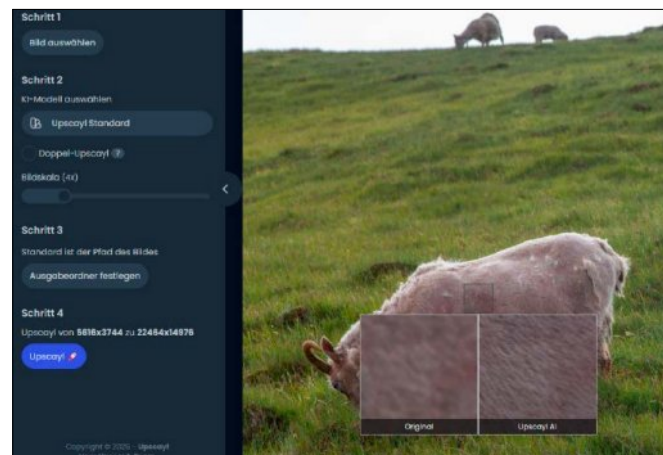 Schritt 1
Bild auswählen
Schritt 2
KI-Modell auswählen
Upscayl Standard
Doppel-Upscayl ?
Bildskala (4x)
Schritt 3
Standard ist der Pfad des Bildes
Ausgabeordner festlegen
Schritt 4
Upscayl von 5616x3744 zu 22464x14976
Upscayl 🚀
Original
Upscayl AI
Copyright © 2025 - Upscayl